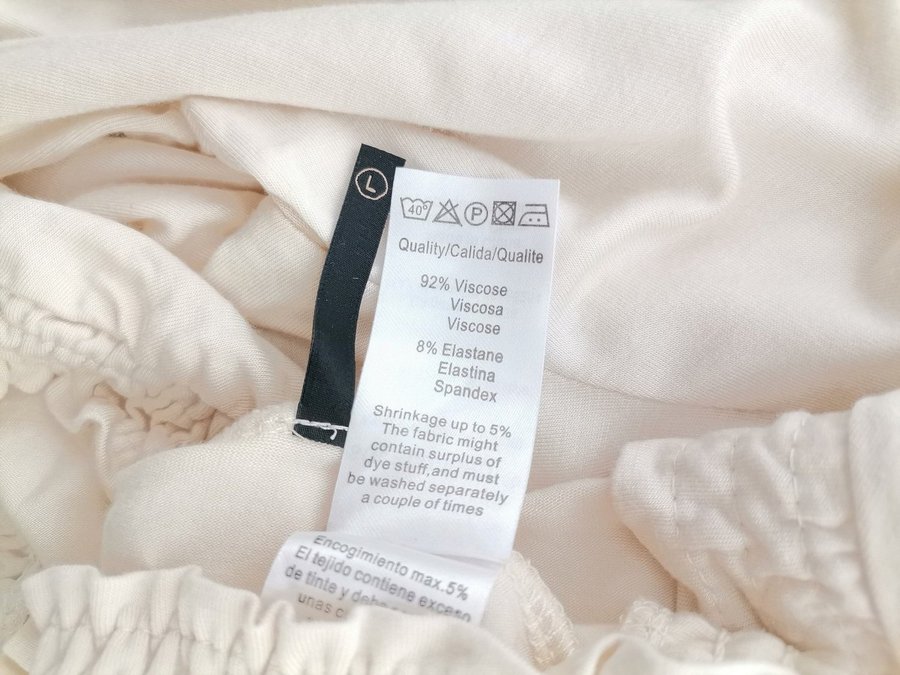 L
40°
P
Quality/Calida/Qualite
92% Viscose
Viscosa
Viscose
8% Elastane
Elastina
Spandex
Shrinkage up to 5%
The fabric might
contain surplus of
dye stuff,and must
be washed separately
a couple of times
Encogimiento max.5%
El tejido contiene exceso
de tinte y debe
unas